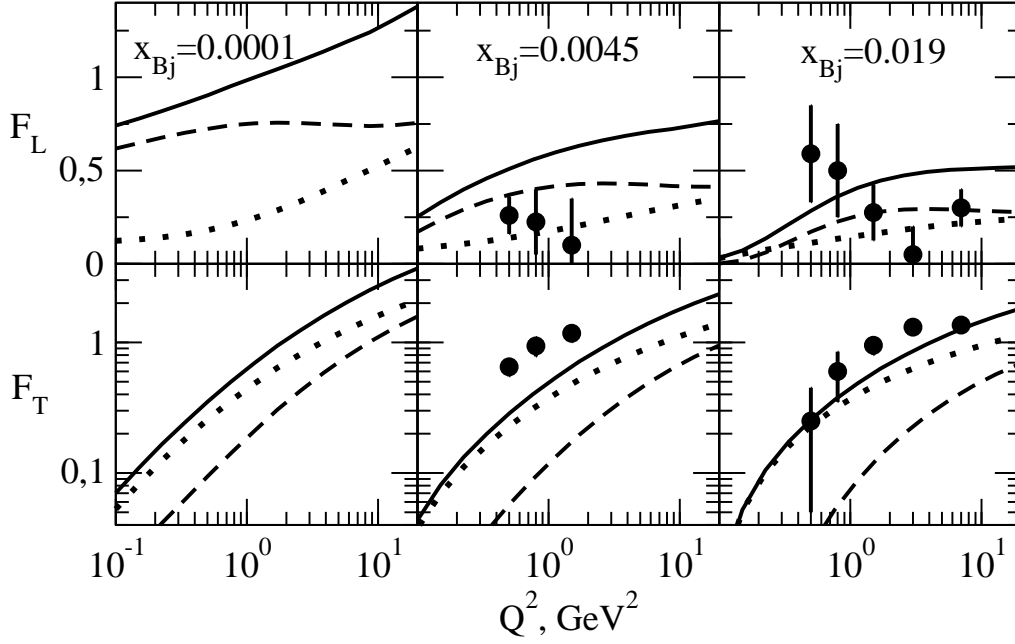 x_Bj=0.0001
x_Bj=0.0045
x_Bj=0.019
1
F_L
0,5
0
1
F_T
0,1
10^-1 10^0 10^1 10^0 10^1 10^0 10^1
Q^2, GeV^2